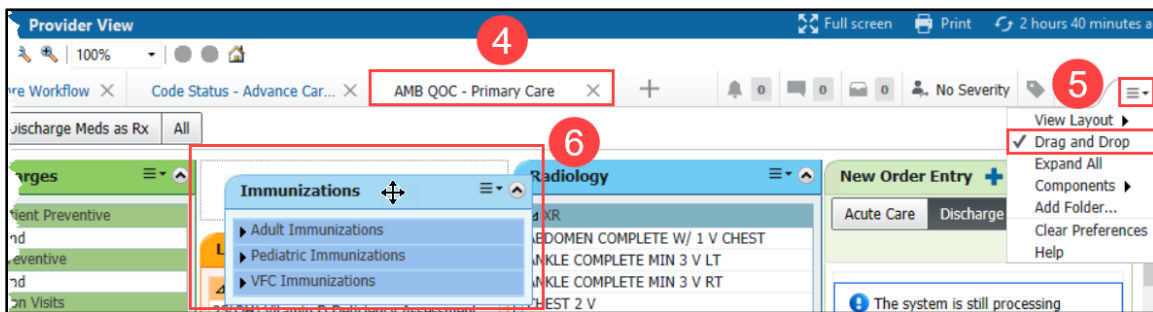 Provider View
Full screen
Print
2 hours 40 minutes a
4
100%
re Workflow
Code Status - Advance Car...
AMB QOC - Primary Care
0
0
0
No Severity
5
Discharge Meds as Rx
All
View Layout
Drag and Drop
Expand All
Components
Add Folder...
Clear Preferences
Help
6
arges
Immunizations
Radiology
New Order Entry
tient Preventive
nd
eventive
nd
on Visits
Adult Immunizations
Pediatric Immunizations
VFC Immunizations
L
XR
ABDOMEN COMPLETE W/ 1 V CHEST
ANKLE COMPLETE MIN 3 V LT
ANKLE COMPLETE MIN 3 V RT
CHEST 2 V
Acute Care
Discharge
The system is still processing